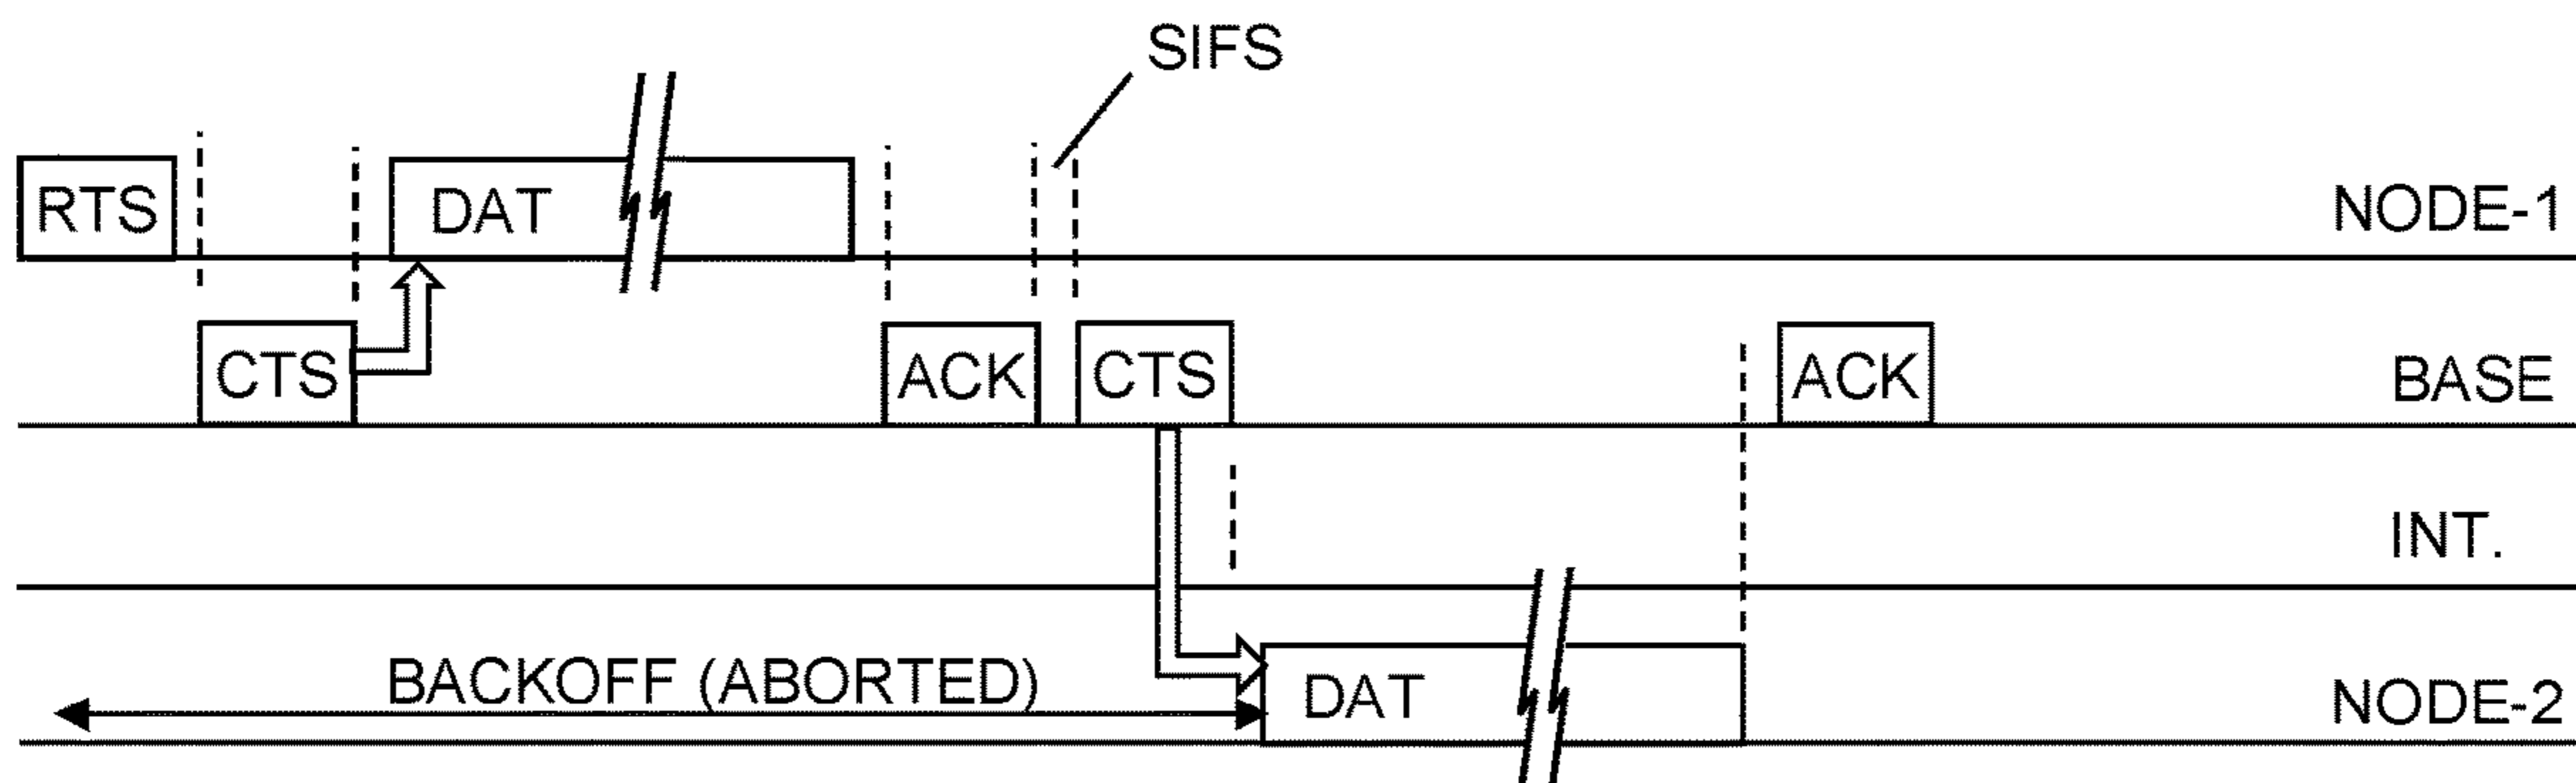 SIFS
RTS DAT NODE-1
CTS ACK CTS ACK BASE
INT.
BACKOFF (ABORTED) DAT NODE-2